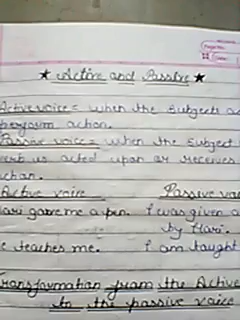 ★ Active and Passive ★
Active voice = when the subject
perform action.
Passive voice = when the subject
verb is acted upon or receives
Active voice Passive
Hari gave me a pen. I was given a
by Hari.
teaches me. I am taught
Transformation from the Active
to the passive voice